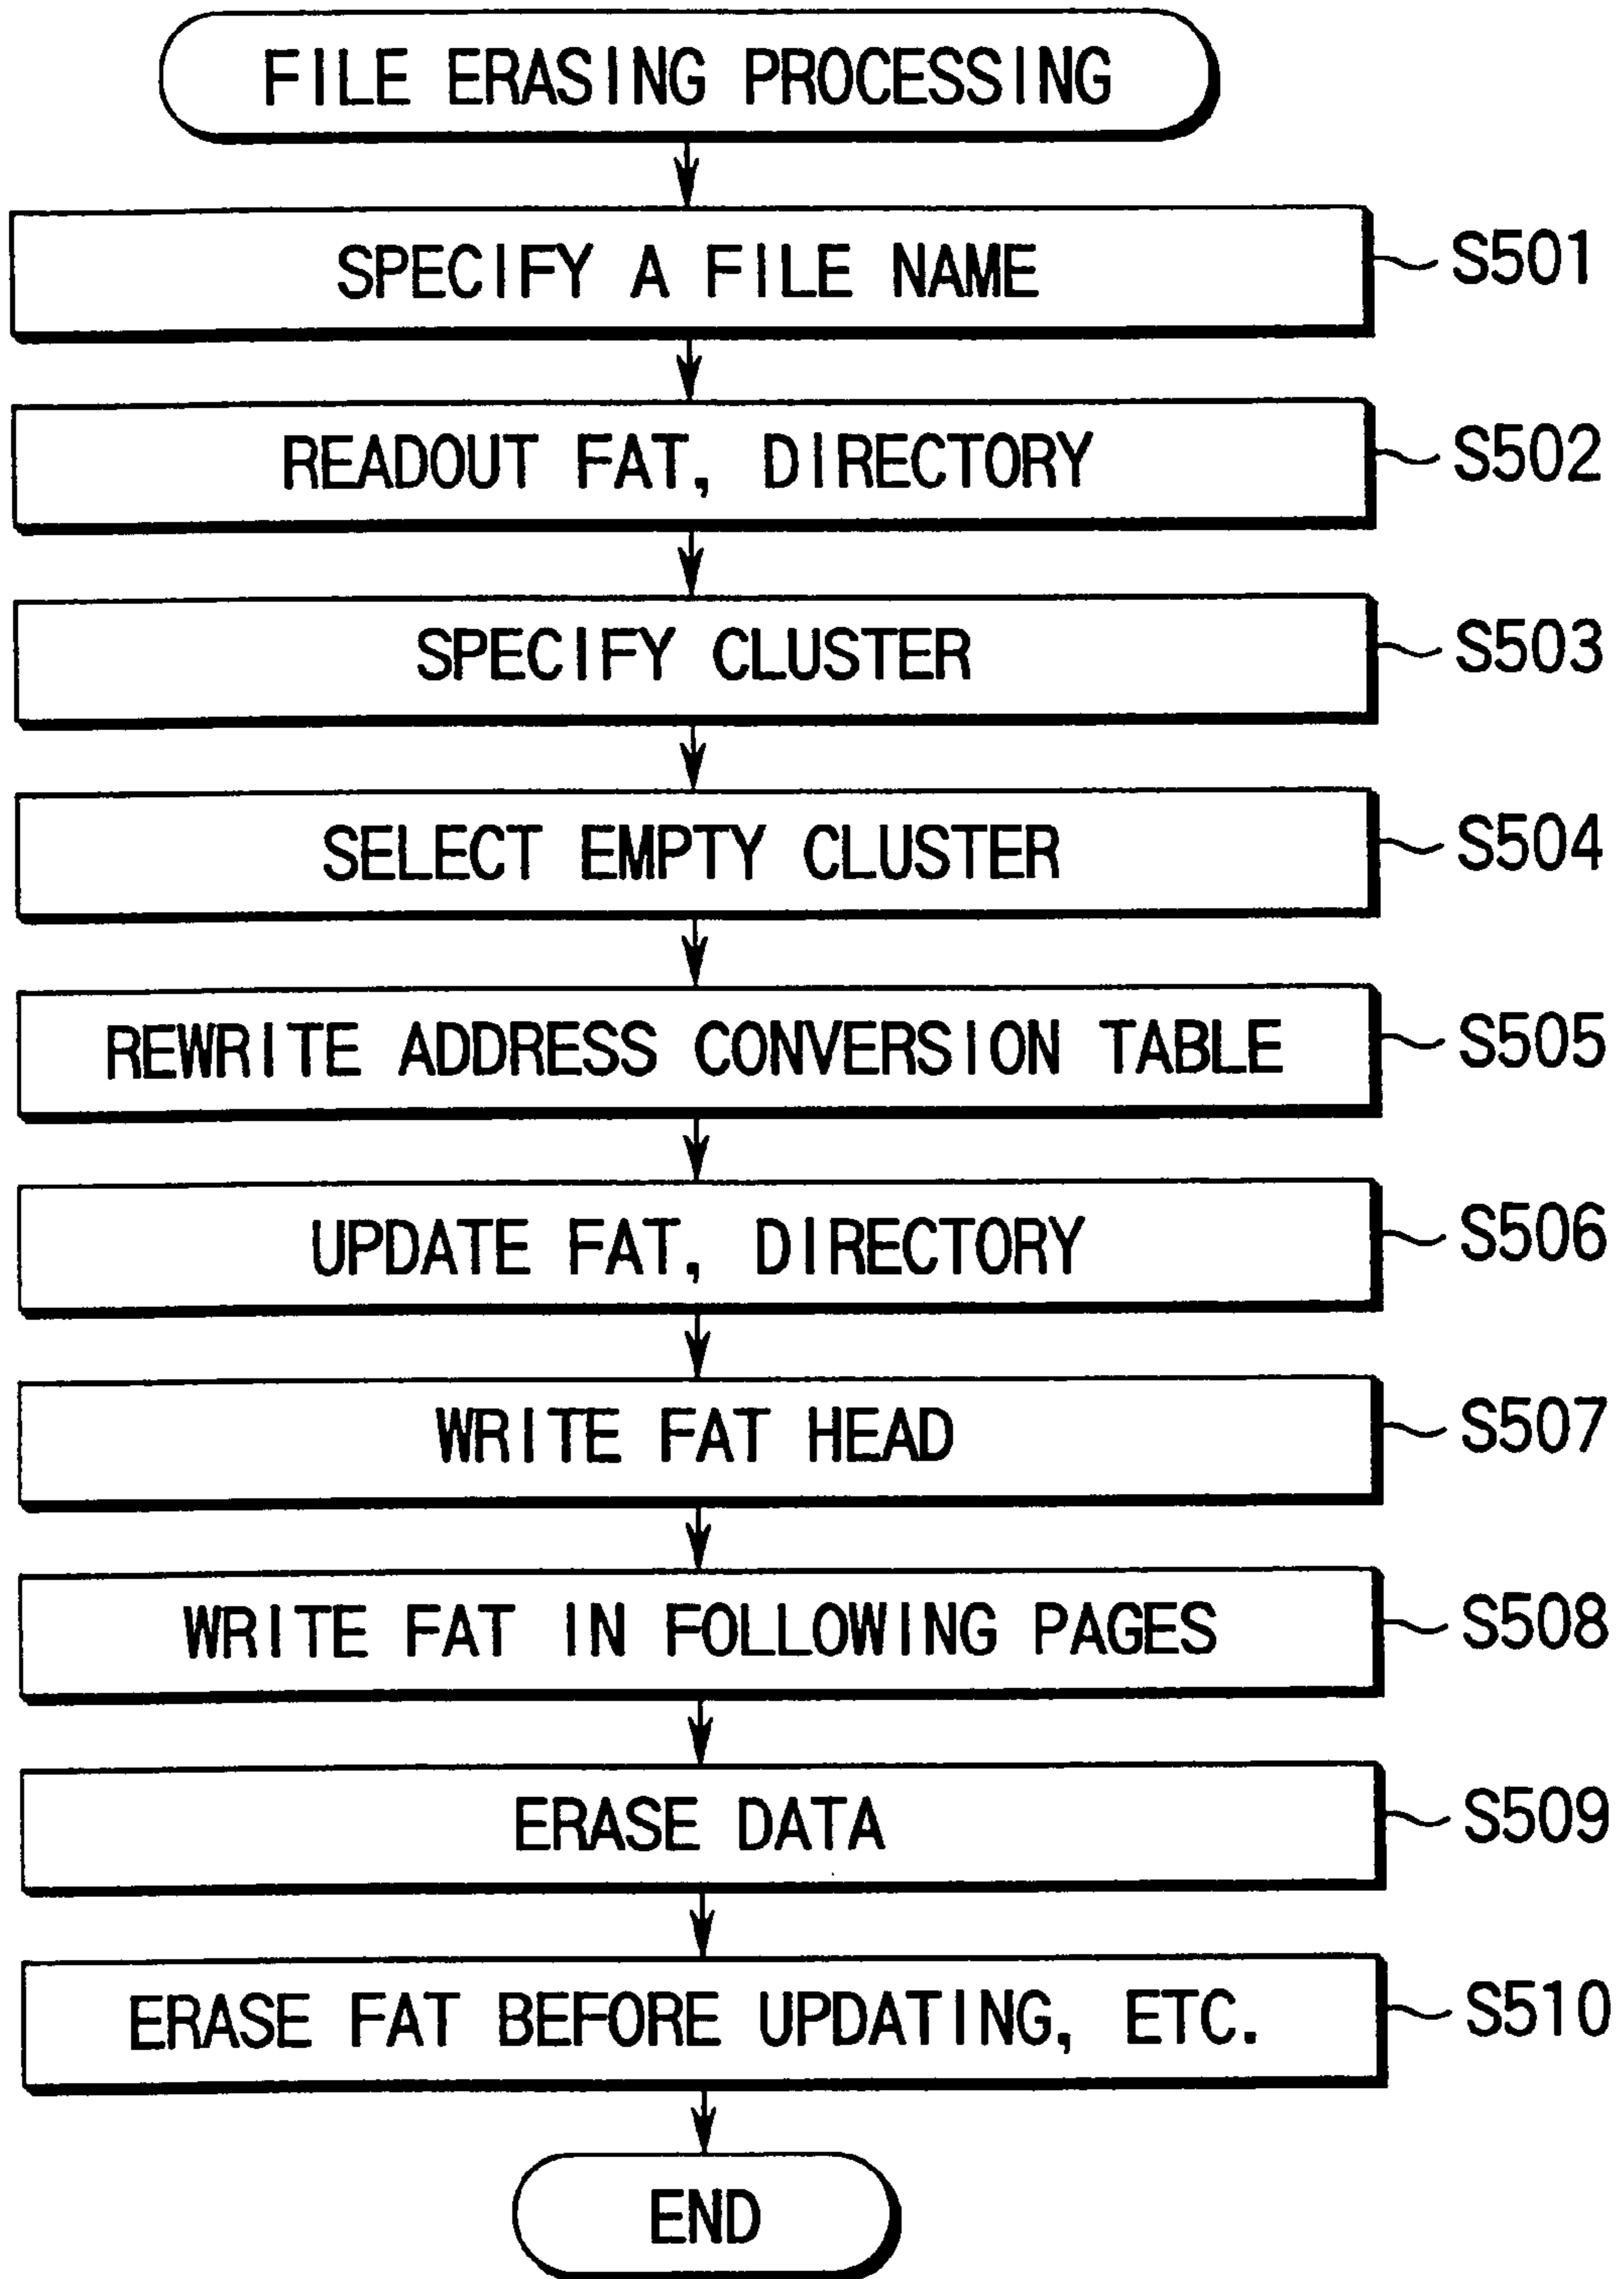 FILE ERASING PROCESSING
SPECIFY A FILE NAME S501
READOUT FAT, DIRECTORY S502
SPECIFY CLUSTER S503
SELECT EMPTY CLUSTER S504
REWRITE ADDRESS CONVERSION TABLE S505
UPDATE FAT, DIRECTORY S506
WRITE FAT HEAD S507
WRITE FAT IN FOLLOWING PAGES S508
ERASE DATA S509
ERASE FAT BEFORE UPDATING, ETC. S510
END